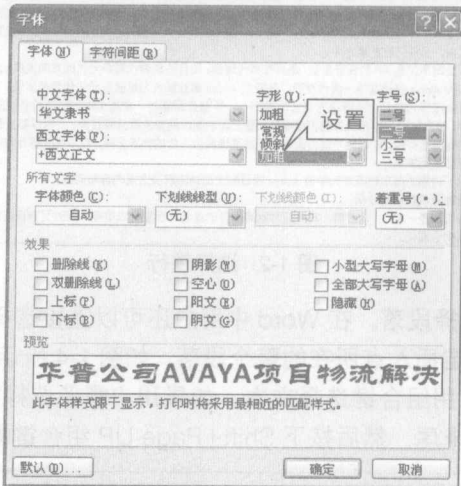 字体
字体(N) 字符间距(R)
中文字体(T): 字形(Y): 字号(S):
华文隶书 加粗 二号
常规 二号
西文字体(F): 倾斜 小二
+西文正文 加粗 三号
设置
所有文字
字体颜色(C): 下划线线型(U): 下划线颜色(I): 着重号(·):
自动 (无) 自动 (无)
效果
删除线(K) 阴影(W) 小型大写字母(M)
双删除线(L) 空心(O) 全部大写字母(A)
上标(P) 阳文(E) 隐藏(H)
下标(B) 阴文(G)
预览
华普公司AVAYA项目物流解决
此字体样式限于显示，打印时将采用最相近的匹配样式。
默认(D)... 确定 取消